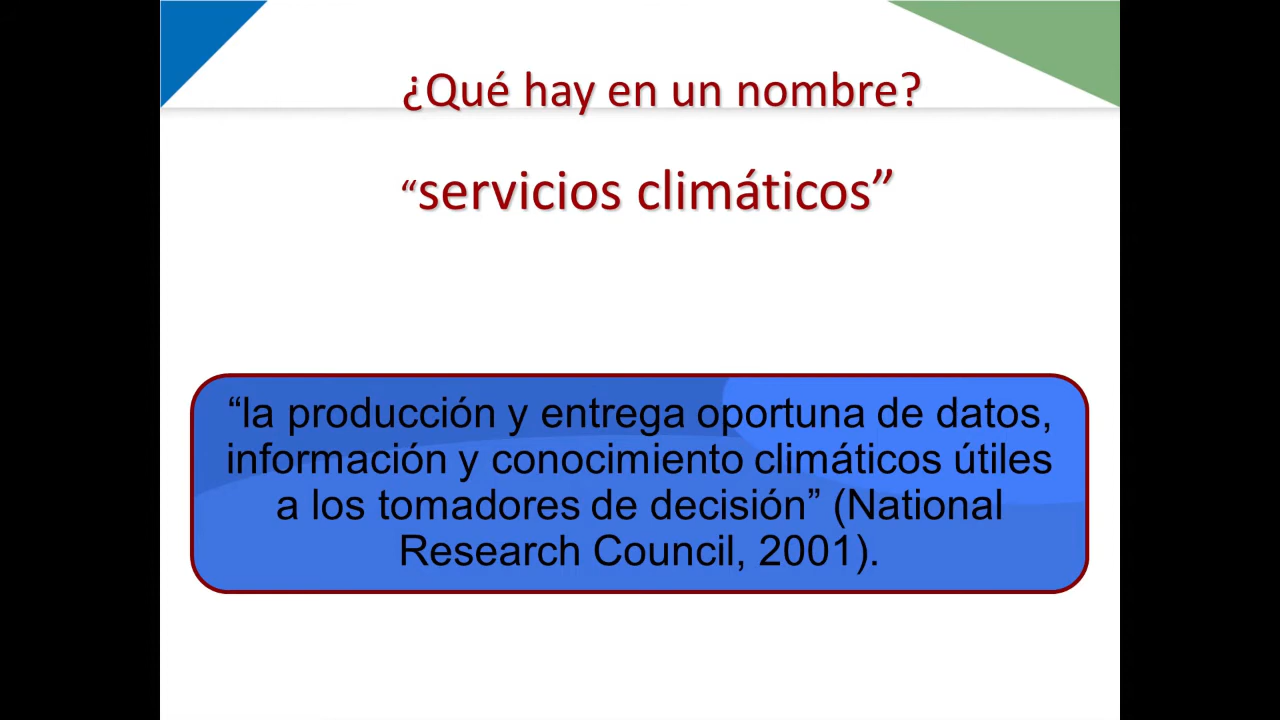 ¿Qué hay en un nombre?
“servicios climáticos”
“la producción y entrega oportuna de datos,
información y conocimiento climáticos útiles
a los tomadores de decisión” (National
Research Council, 2001).